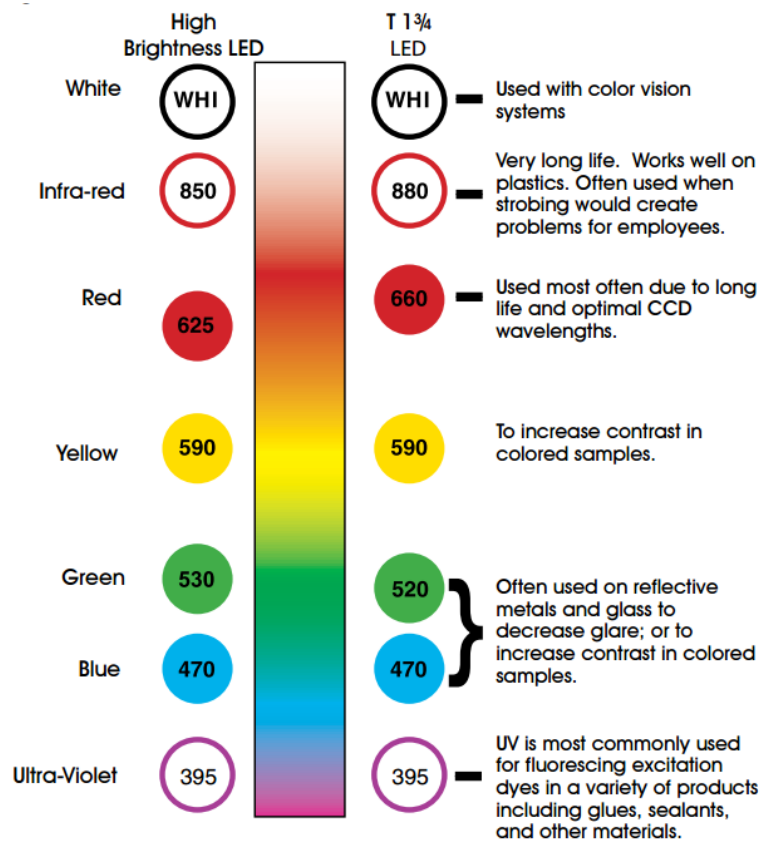 High
Brightness LED
T 1¾
LED
White
WHI
WHI
Used with color vision
systems
Infra-red
850
880
Very long life.  Works well on
plastics. Often used when
strobing would create
problems for employees.
Red
625
660
Used most often due to long
life and optimal CCD
wavelengths.
Yellow
590
590
To increase contrast in
colored samples.
Green
530
520
Blue
470
470
Often used on reflective
metals and glass to
decrease glare; or to
increase contrast in colored
samples.
Ultra-Violet
395
395
UV is most commonly used
for fluorescing excitation
dyes in a variety of products
including glues, sealants,
and other materials.